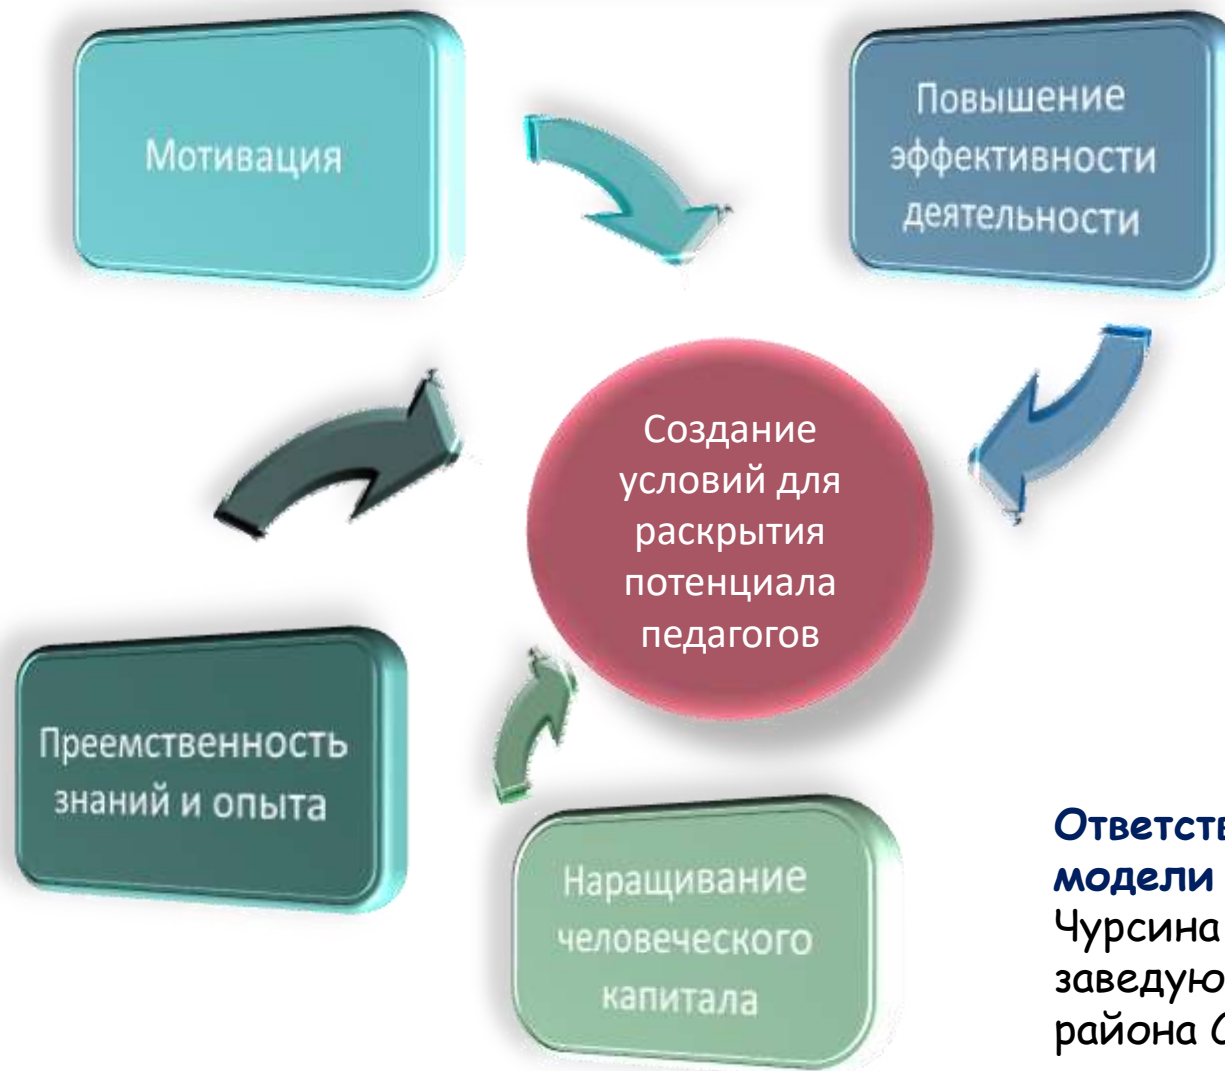 Мотивация
Повышение
эффективности
деятельности
Создание
условий для
раскрытия
потенциала
педагогов
Преемственность
знаний и опыта
Наращивание
человеческого
капитала
модели
Чурсина
района